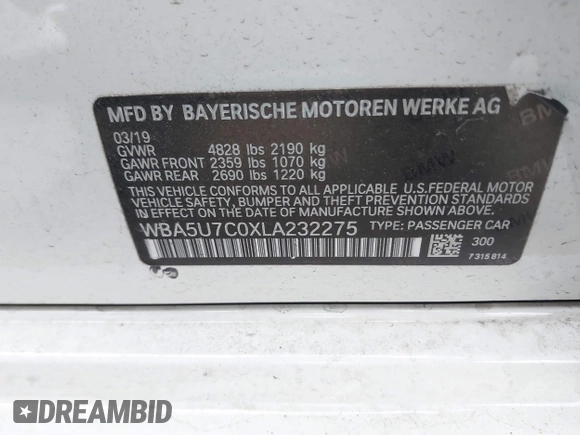 MFD BY BAYERISCHE MOTOREN WERKE AG
03/19
GVWR 4828 lbs 2190 kg
GAWR FRONT 2359 lbs 1070 kg
GAWR REAR 2690 lbs 1220 kg
THIS VEHICLE CONFORMS TO ALL APPLICABLE U.S. FEDERAL MOTOR
VEHICLE SAFETY, BUMPER, AND THEFT PREVENTION STANDARDS
IN EFFECT ON THE DATE OF MANUFACTURE SHOWN ABOVE.
WBA5U7C0XLA232275 TYPE: PASSENGER CAR
300
7 315 814
BMW
BMW
BMW
DREAMBID